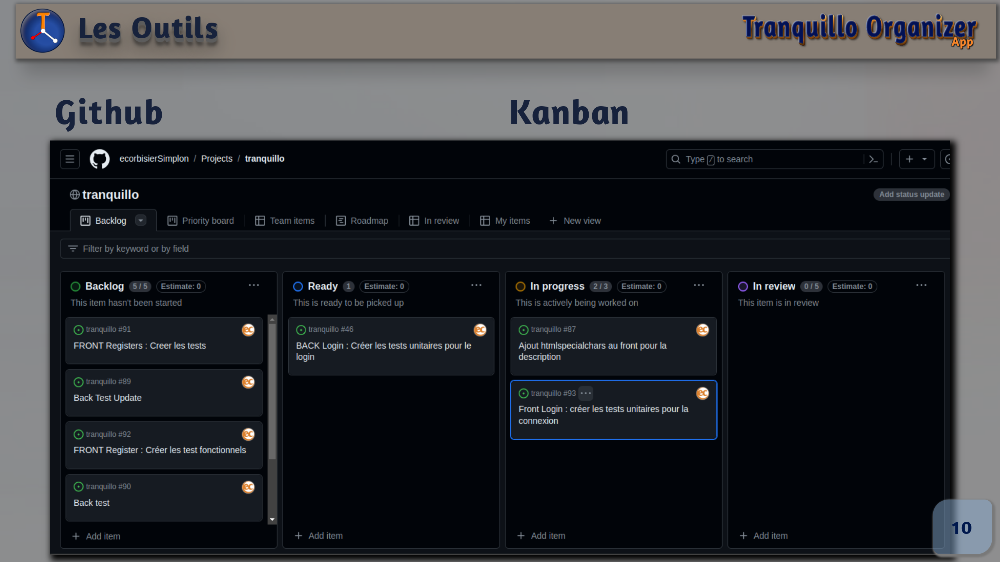 Les Outils
Tranquillo Organizer
App
Github
Kanban
ecorbisierSimplon / Projects / tranquillo
Type / to search
tranquillo
Add status update
Backlog
Priority board
Team items
Roadmap
In review
My items
New view
Filter by keyword or by field
Backlog 5 / 5 Estimate: 0
This item hasn't been started
tranquillo #91
ec
FRONT Registers : Creer les tests
tranquillo #89
ec
Back Test Update
tranquillo #92
ec
FRONT Register : Créer les test fonctionnels
tranquillo #90
ec
Back test
Add item
Ready 1 Estimate: 0
This is ready to be picked up
tranquillo #46
ec
BACK Login : Créer les tests unitaires pour le
login
Add item
In progress 2 / 3 Estimate: 0
This is actively being worked on
tranquillo #87
ec
Ajout htmlspecialchars au front pour la
description
tranquillo #93
ec
Front Login : créer les tests unitaires pour la
connexion
Add item
In review 0 / 5 Estimate: 0
This item is in review
Add item
10